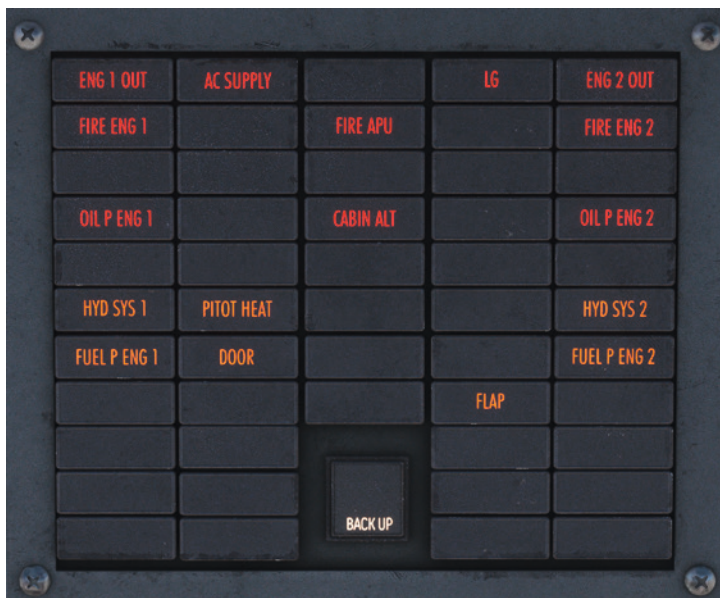 ENG 1 OUT
AC SUPPLY
LG
ENG 2 OUT
FIRE ENG 1
FIRE APU
FIRE ENG 2
OIL P ENG 1
CABIN ALT
OIL P ENG 2
HYD SYS 1
PITOT HEAT
HYD SYS 2
FUEL P ENG 1
DOOR
FUEL P ENG 2
FLAP
BACK UP